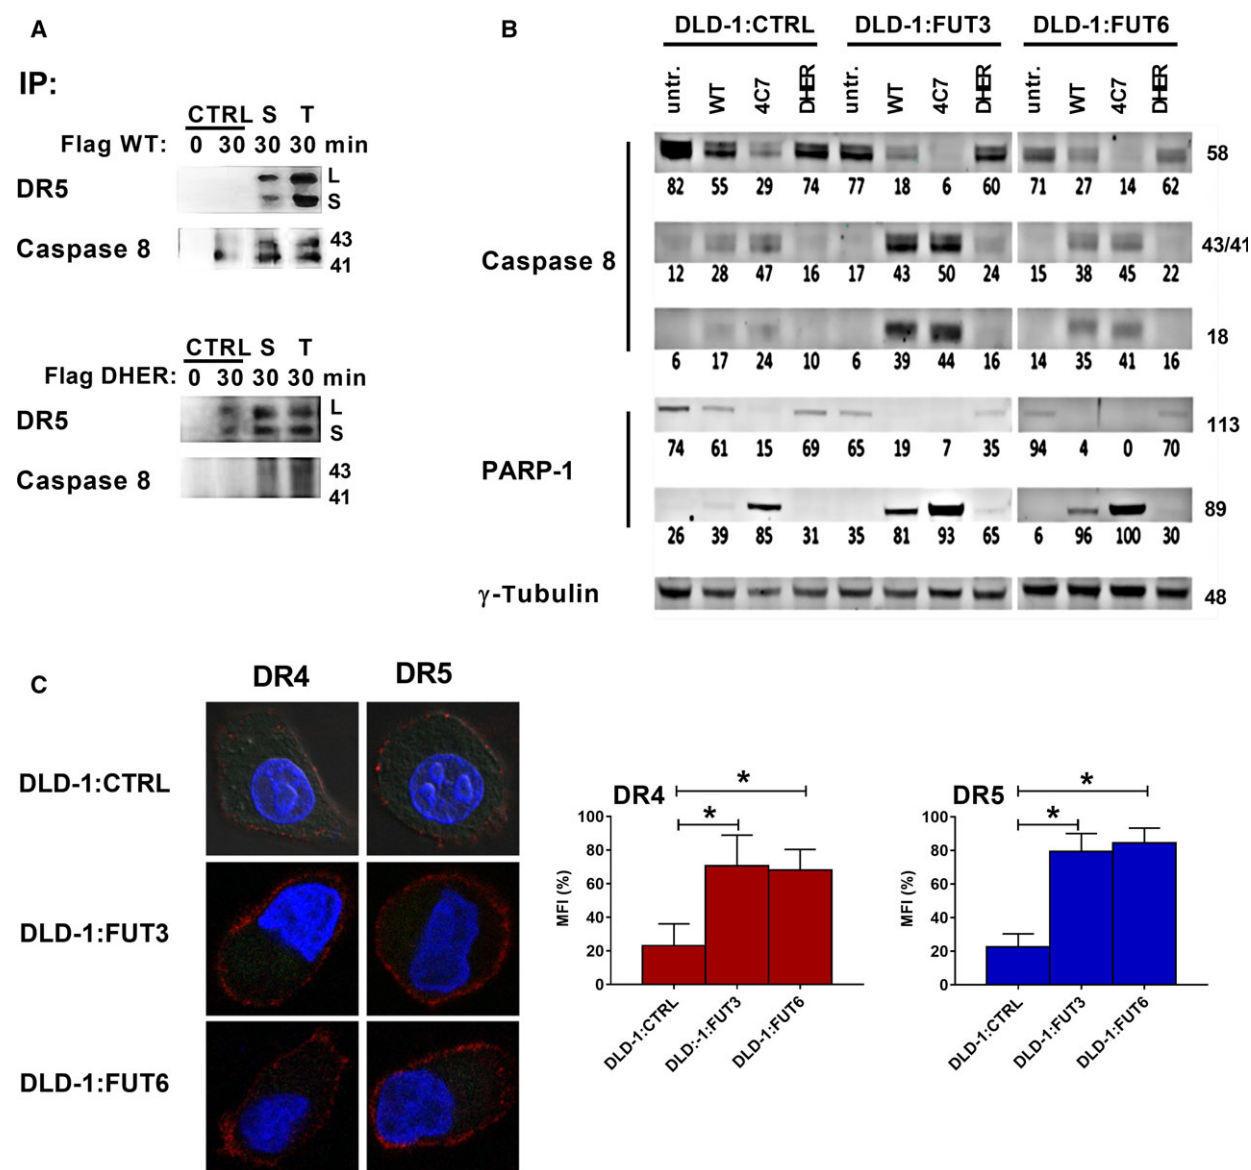 A
IP:
CTRL S T
Flag WT: 0 30 30 30 min
DR5 L
S
Caspase 8 43
41
CTRL S T
Flag DHER: 0 30 30 30 min
DR5 L
S
Caspase 8 43
41
B
DLD-1:CTRL DLD-1:FUT3 DLD-1:FUT6
untr. WT 4C7 DHER untr. WT 4C7 DHER untr. WT 4C7 DHER
58
82 55 29 74 77 18 6 60 71 27 14 62
Caspase 8 43/41
12 28 47 16 17 43 50 24 15 38 45 22
18
6 17 24 10 6 39 44 16 14 35 41 16
113
74 61 15 69 65 19 7 35 94 4 0 70
PARP-1
89
26 39 85 31 35 81 93 65 6 96 100 30
γ-Tubulin 48
C
DR4 DR5
DLD-1:CTRL
DLD-1:FUT3
DLD-1:FUT6
DR4
* *
MFI (%)
100
80
60
40
20
0
DLD-1:CTRL DLD:-1:FUT3 DLD-1:FUT6
DR5
* *
MFI (%)
100
80
60
40
20
0
DLD-1:CTRL DLD-1:FUT3 DLD-1:FUT6